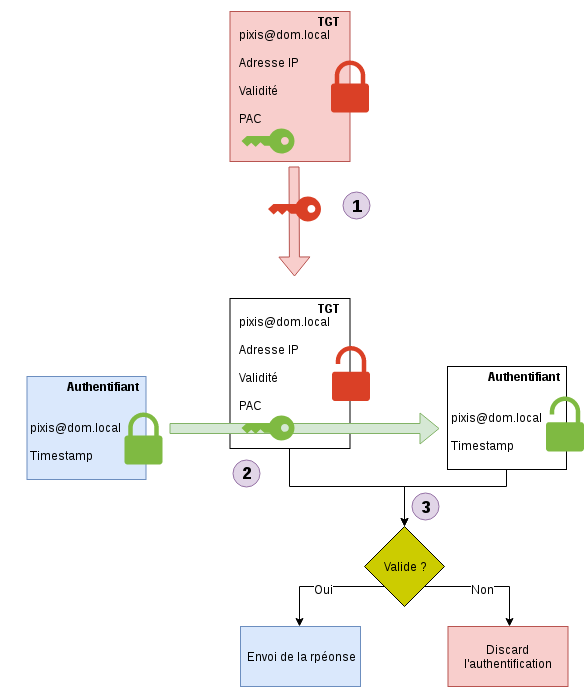 TGT
pixis@dom.local
Adresse IP
Validité
PAC
1
TGT
pixis@dom.local
Adresse IP
Validité
PAC
Authentifiant
pixis@dom.local
Timestamp
Authentifiant
pixis@dom.local
Timestamp
2
3
Valide ?
Oui
Non
Envoi de la rpéonse
Discard
l'authentification